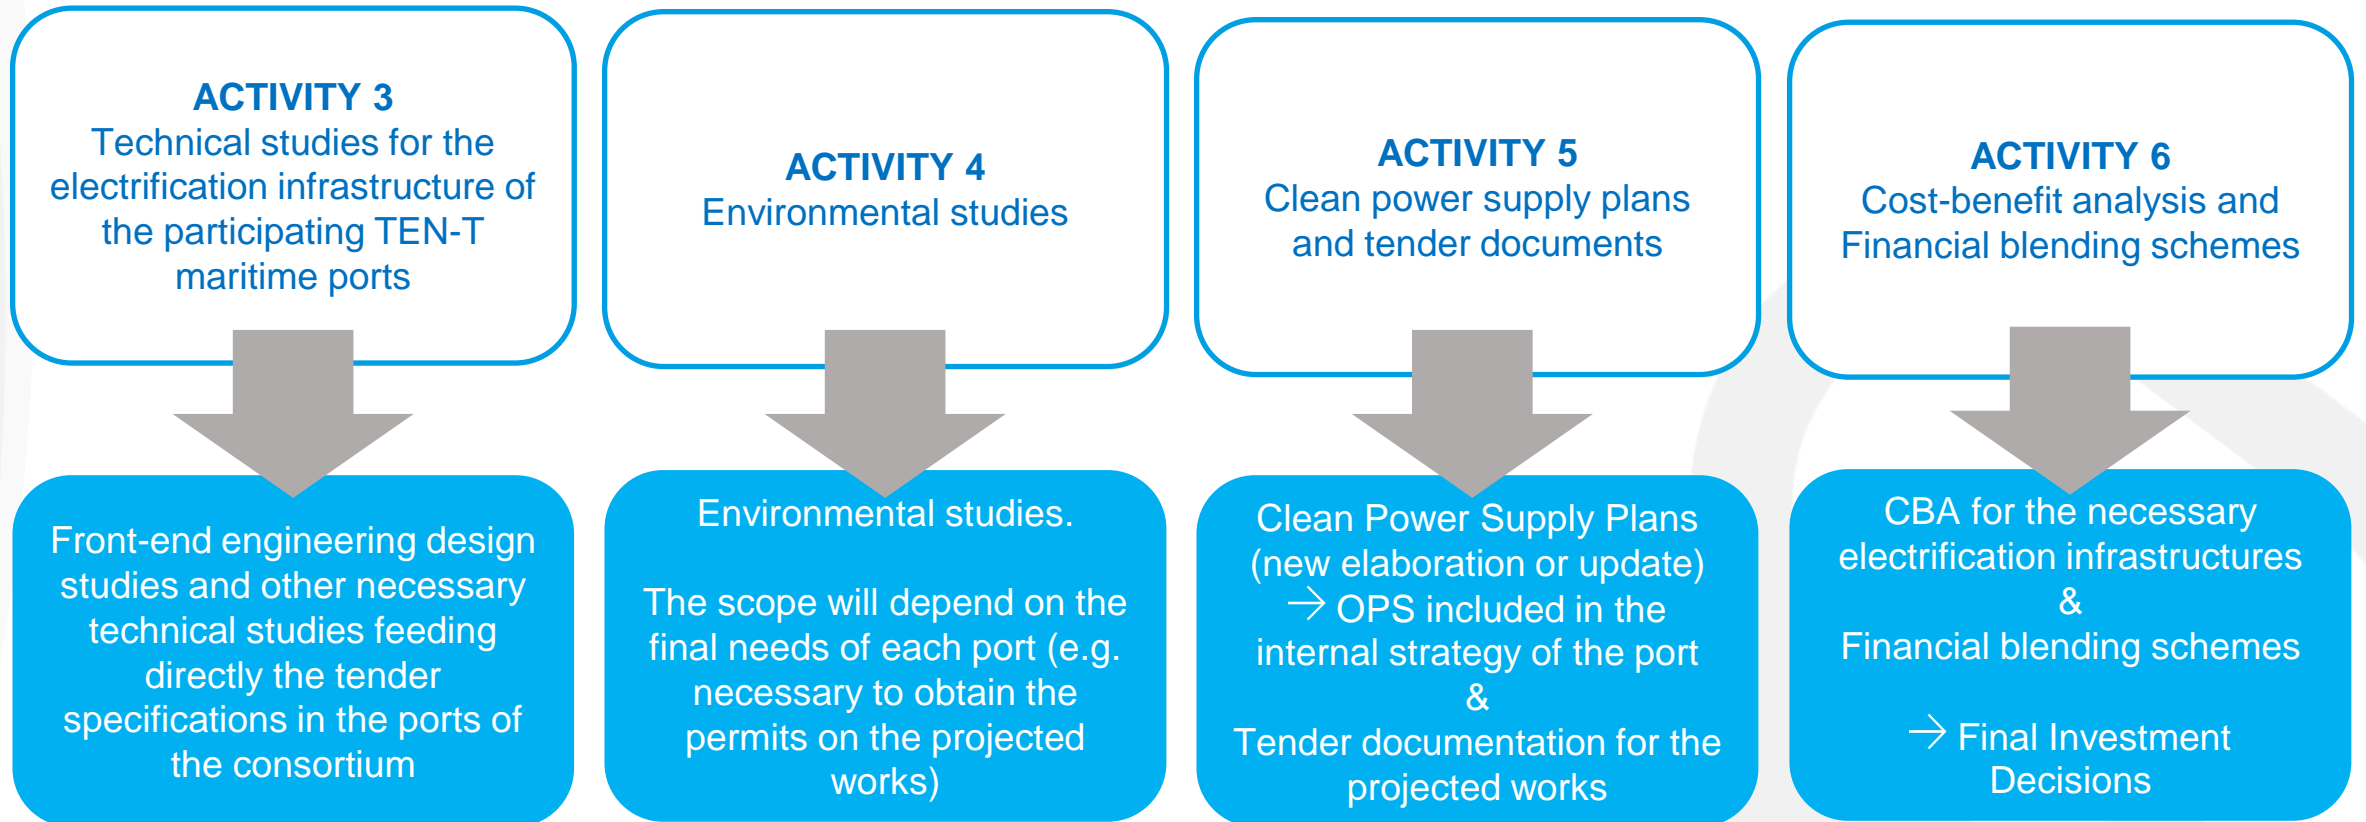 ACTIVITY 3
Technical studies for the
electrification infrastructure of
the participating TEN-T
maritime ports
ACTIVITY 4
Environmental studies
ACTIVITY 5
Clean power supply plans
and tender documents
ACTIVITY 6
Cost-benefit analysis and
Financial blending schemes
Front-end engineering design
studies and other necessary
technical studies feeding
directly the tender
specifications in the ports of
the consortium
Environmental studies.
The scope will depend on the
final needs of each port (e.g.
necessary to obtain the
permits on the projected
works)
Clean Power Supply Plans
(new elaboration or update)
→ OPS included in the
internal strategy of the port
&
Tender documentation for the
projected works
CBA for the necessary
electrification infrastructures
&
Financial blending schemes
→ Final Investment
Decisions